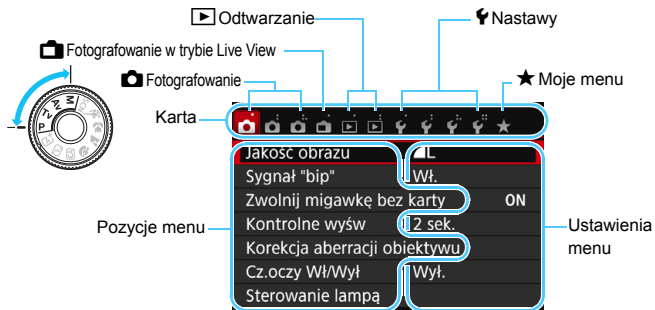 Odtwarzanie
Nastawy
Fotografowanie w trybie Live View
Fotografowanie
Moje menu
Karta
M
Av
Tv
P
Jakość obrazu L
Sygnał "bip" Wł.
Zwolnij migawkę bez karty ON
Pozycje menu
Kontrolne wyśw 2 sek.
Ustawienia
menu
Korekcja aberracji obiektywu
Cz.oczy Wł/Wył Wył.
Sterowanie lampą